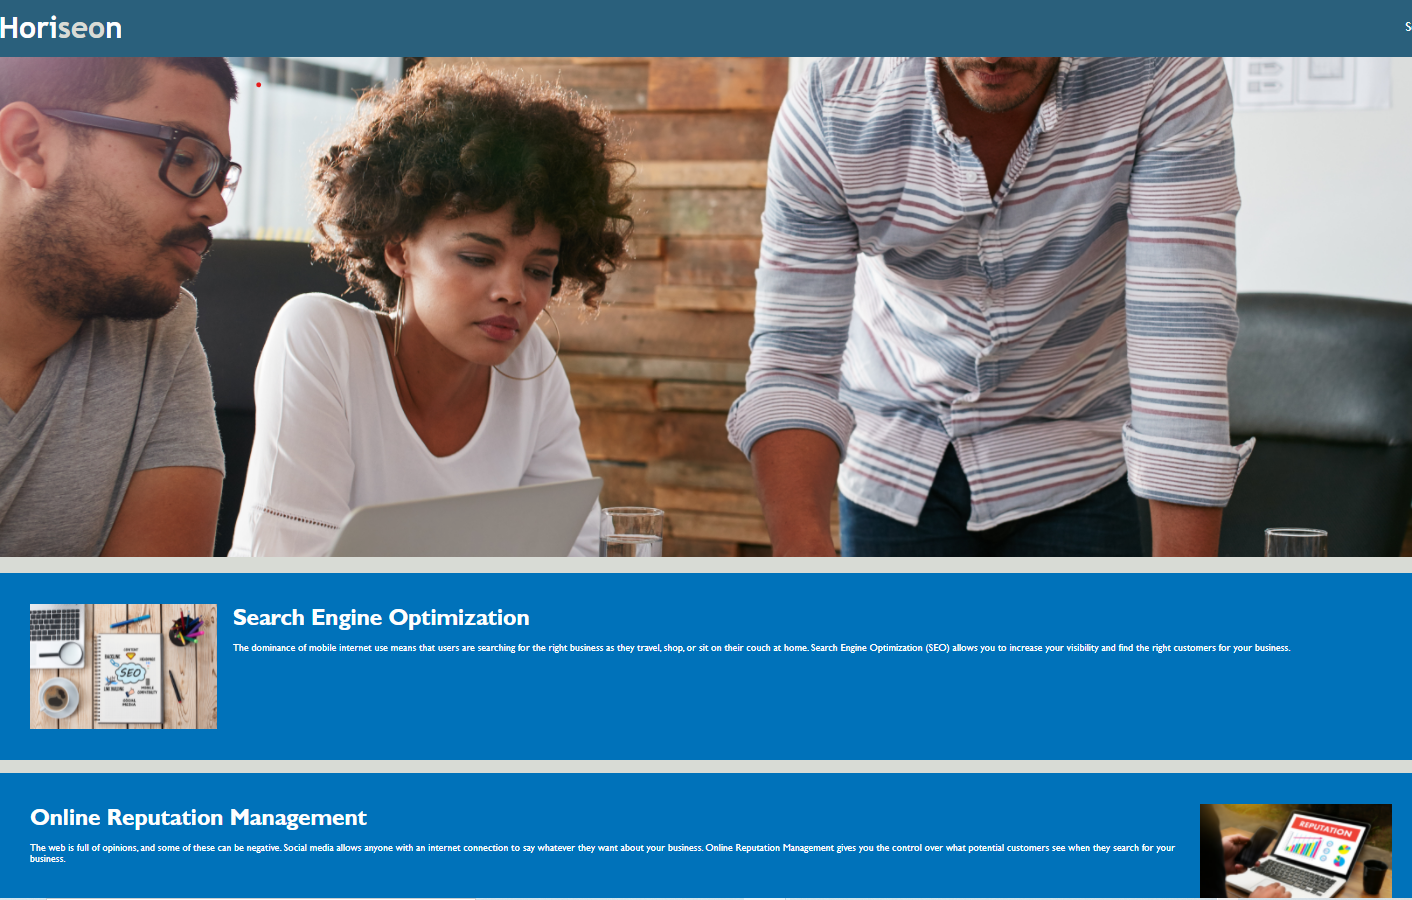 Horiseon
S
Search Engine Optimization
The dominance of mobile internet use means that users are searching for the right business as they travel, shop, or sit on their couch at home. Search Engine Optimization (SEO) allows you to increase your visibility and find the right customers for your business.
SEO
Online Reputation Management
The web is full of opinions, and some of these can be negative. Social media allows anyone with an internet connection to say whatever they want about your business. Online Reputation Management gives you the control over what potential customers see when they search for your
business.
REPUTATION